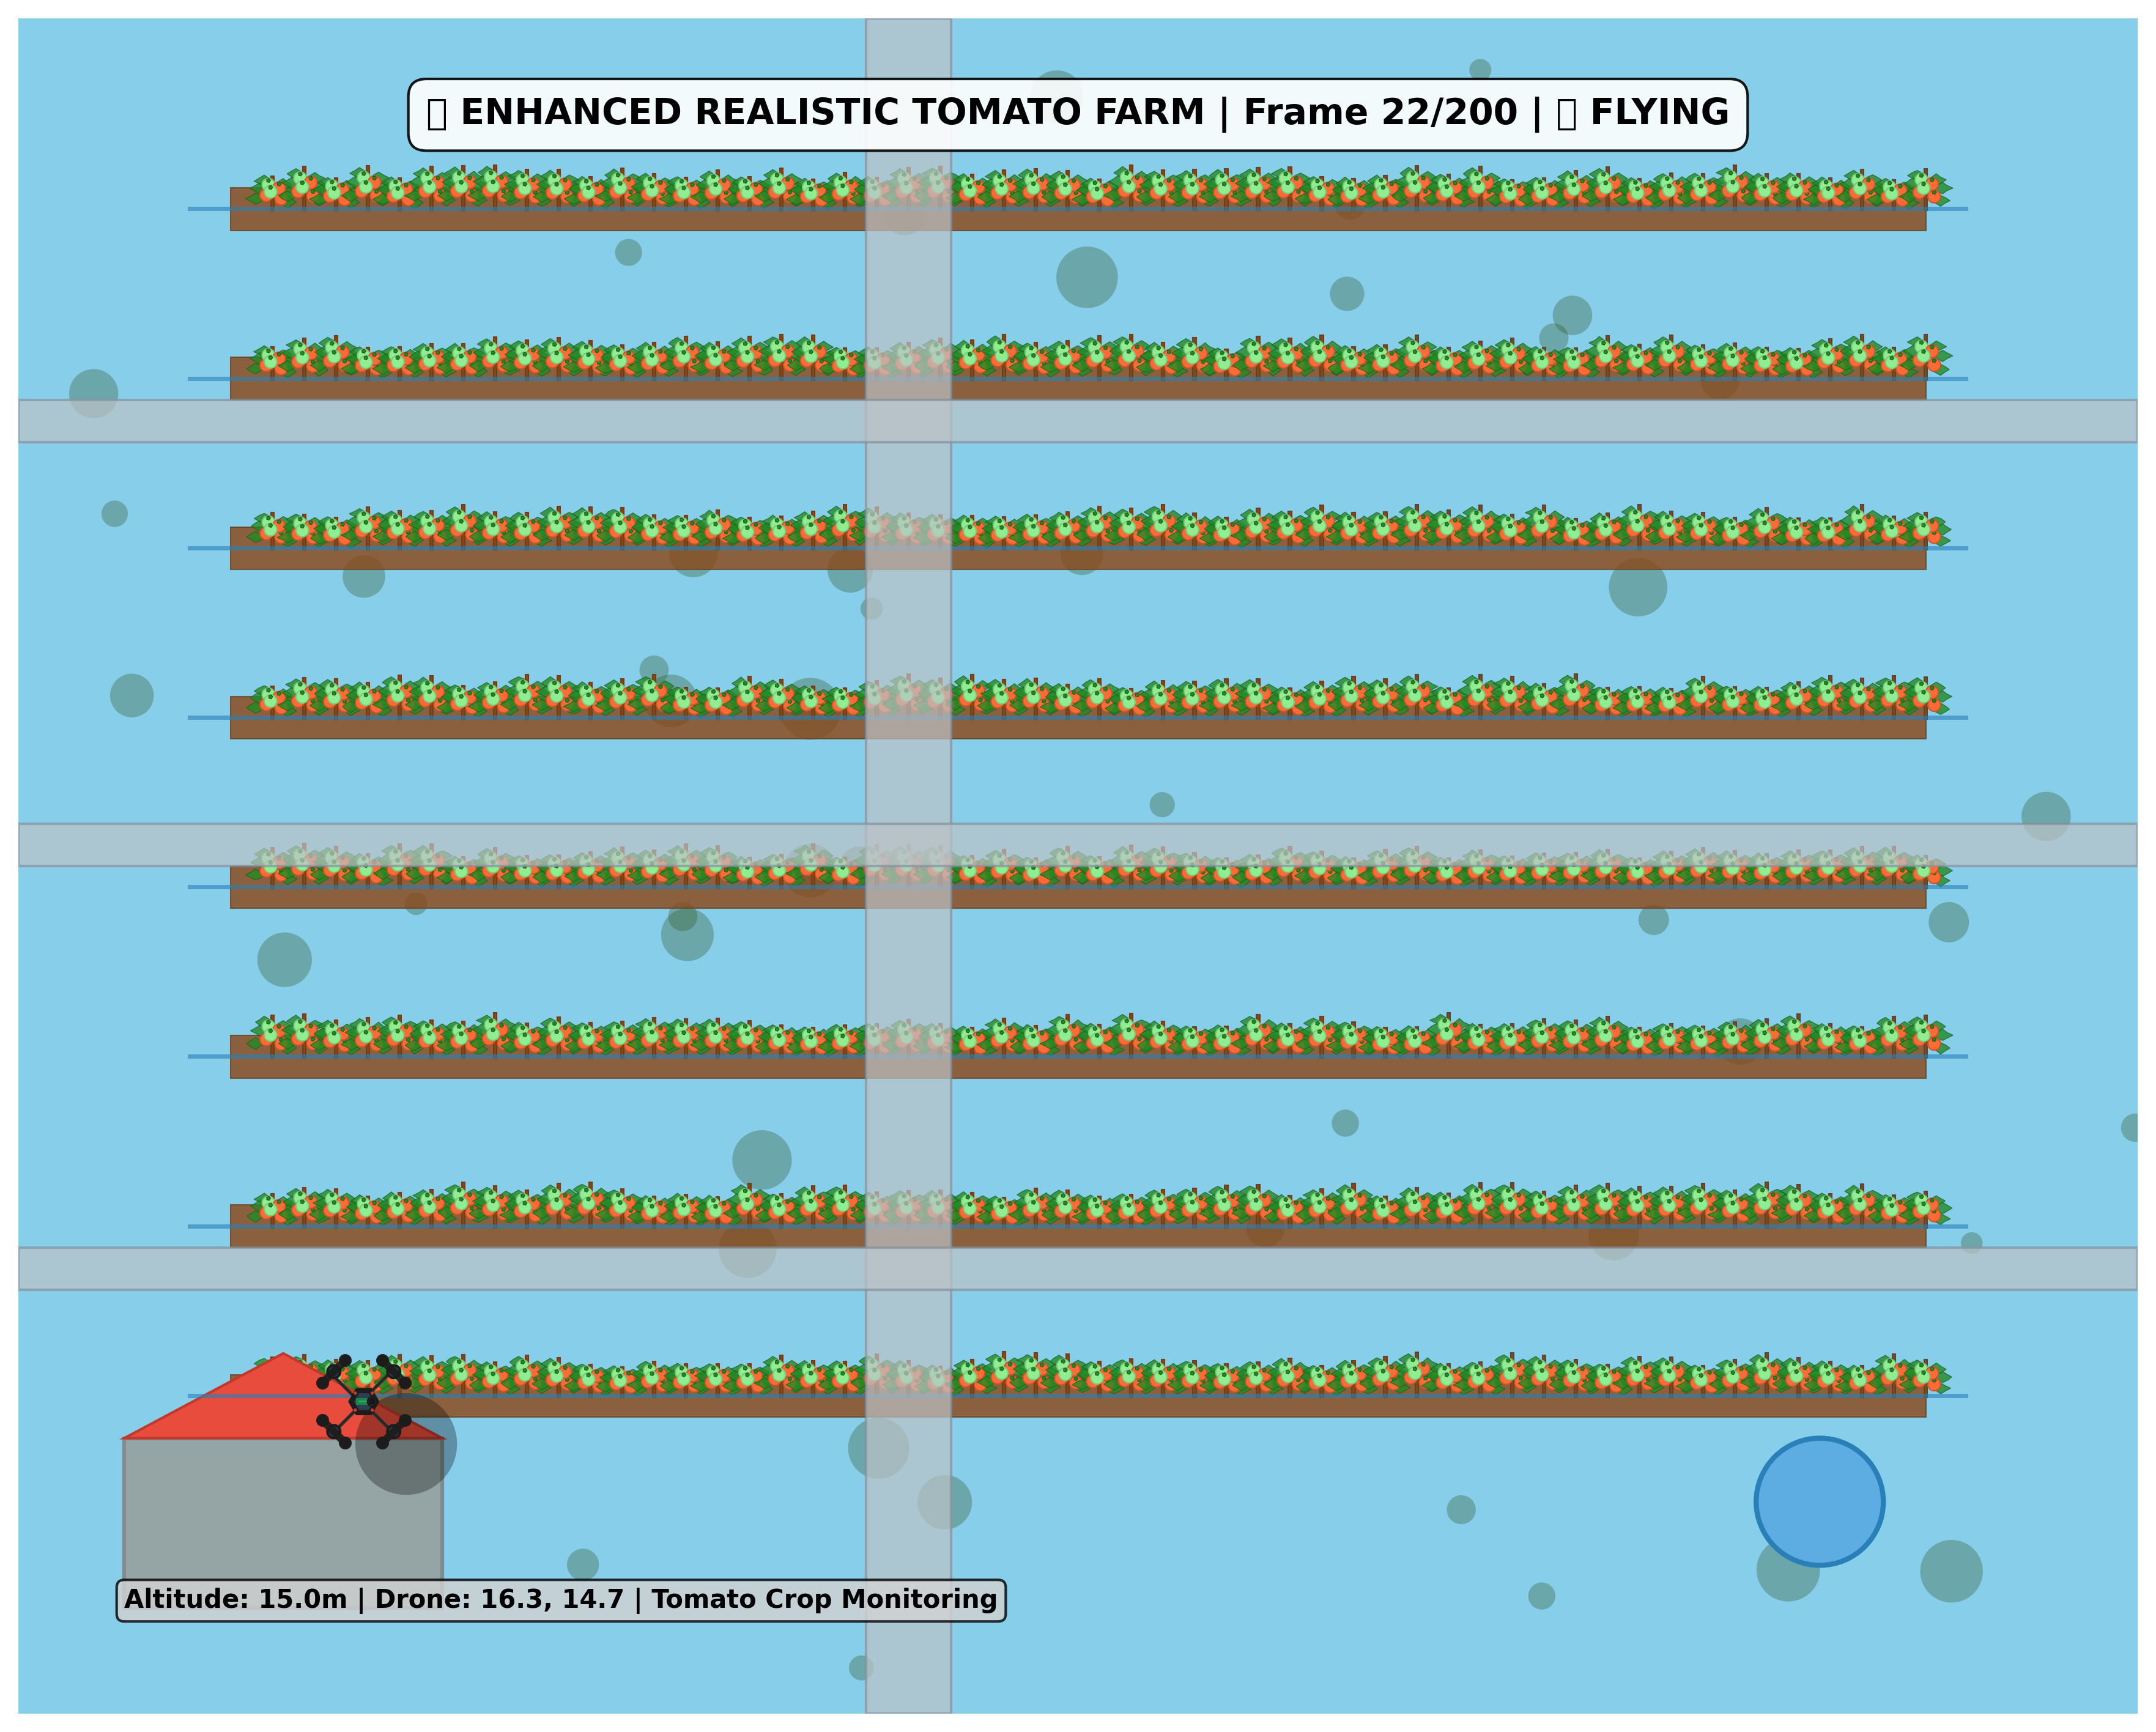 ▯ ENHANCED REALISTIC TOMATO FARM | Frame 22/200 | ▯ FLYING
Altitude: 15.0m | Drone: 16.3, 14.7 | Tomato Crop Monitoring